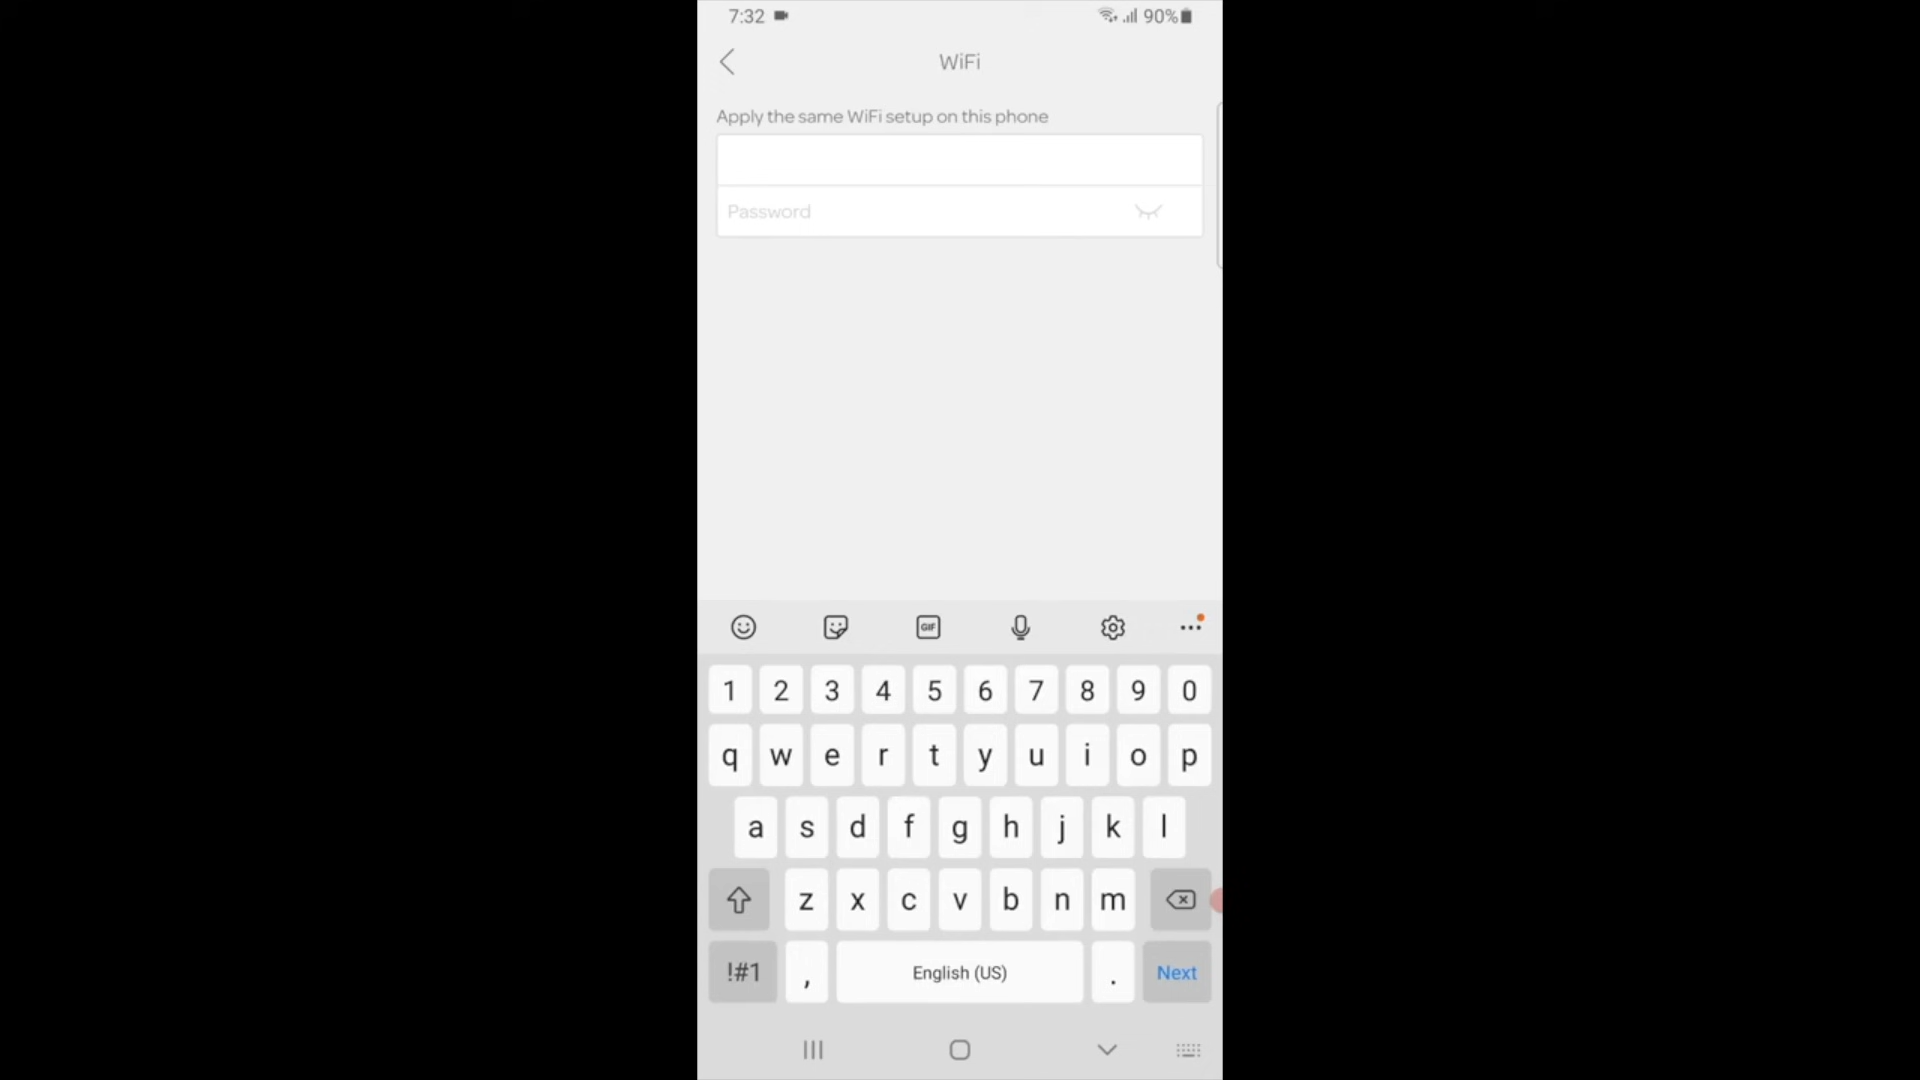 7:32 90%
WiFi
Apply the same WiFi setup on this phone
Password
GIF
1 2 3 4 5 6 7 8 9 0
q w e r t y u i o p
a s d f g h j k l
z x c v b n m
!#1 , English (US) . Next